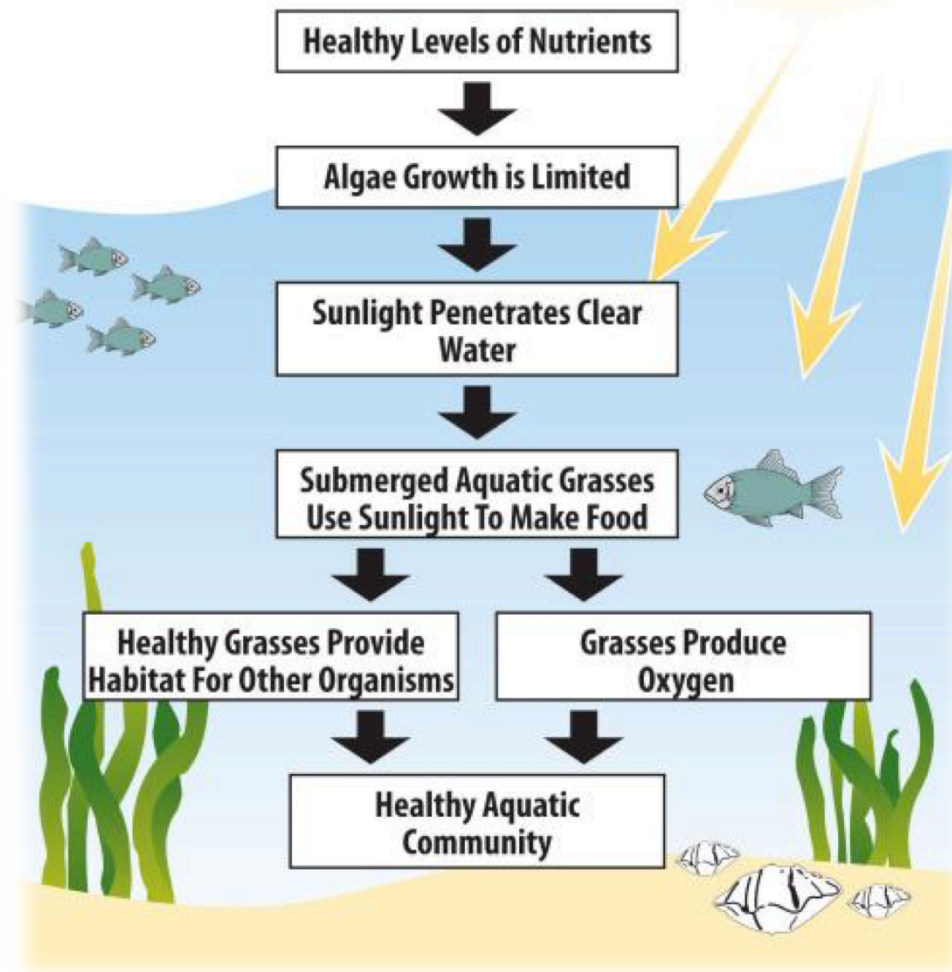 Healthy Levels of Nutrients
Algae Growth is Limited
Sunlight Penetrates Clear
Water
Submerged Aquatic Grasses
Use Sunlight To Make Food
Healthy Grasses Provide
Habitat For Other Organisms
Grasses Produce
Oxygen
Healthy Aquatic
Community